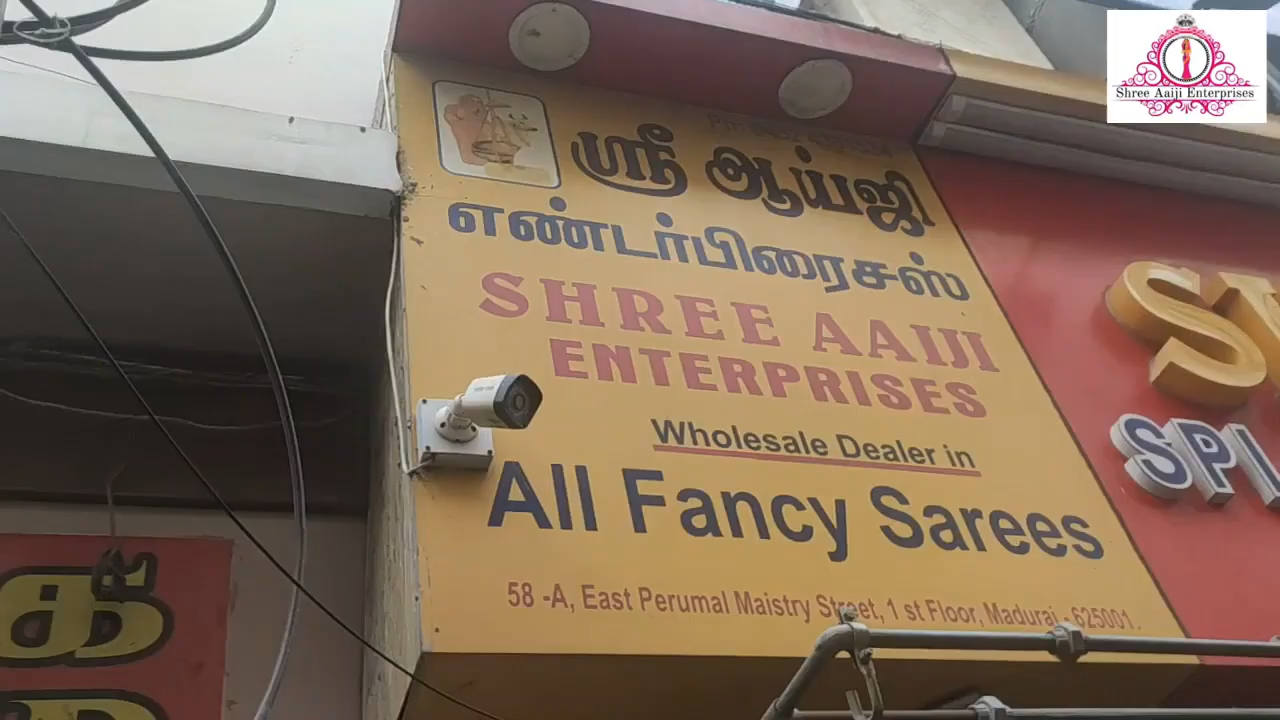 Shree Aaiji Enterprises
ஸ்ரீ ஆய்ஜி
எண்டர்பிரைசஸ்
SHREE AAIJI
ENTERPRISES
Wholesale Dealer in
All Fancy Sarees
58 -A, East Perumal Maistry Street, 1 st Floor, Madurai - 625001.
SPI